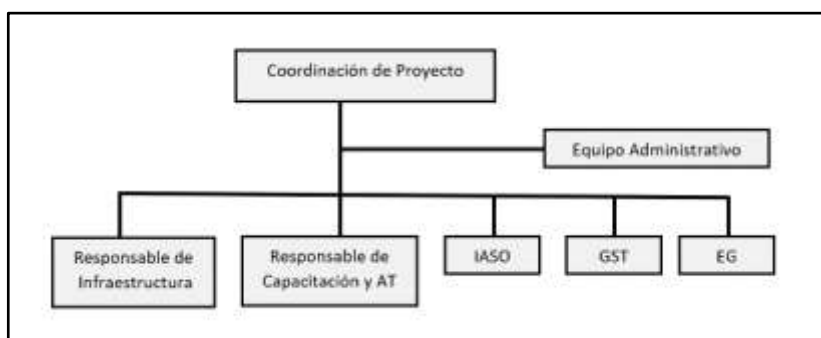 Coordinación de Proyecto
Equipo Administrativo
Responsable de
Infraestructura
Responsable de
Capacitación y AT
IASO
GST
EG